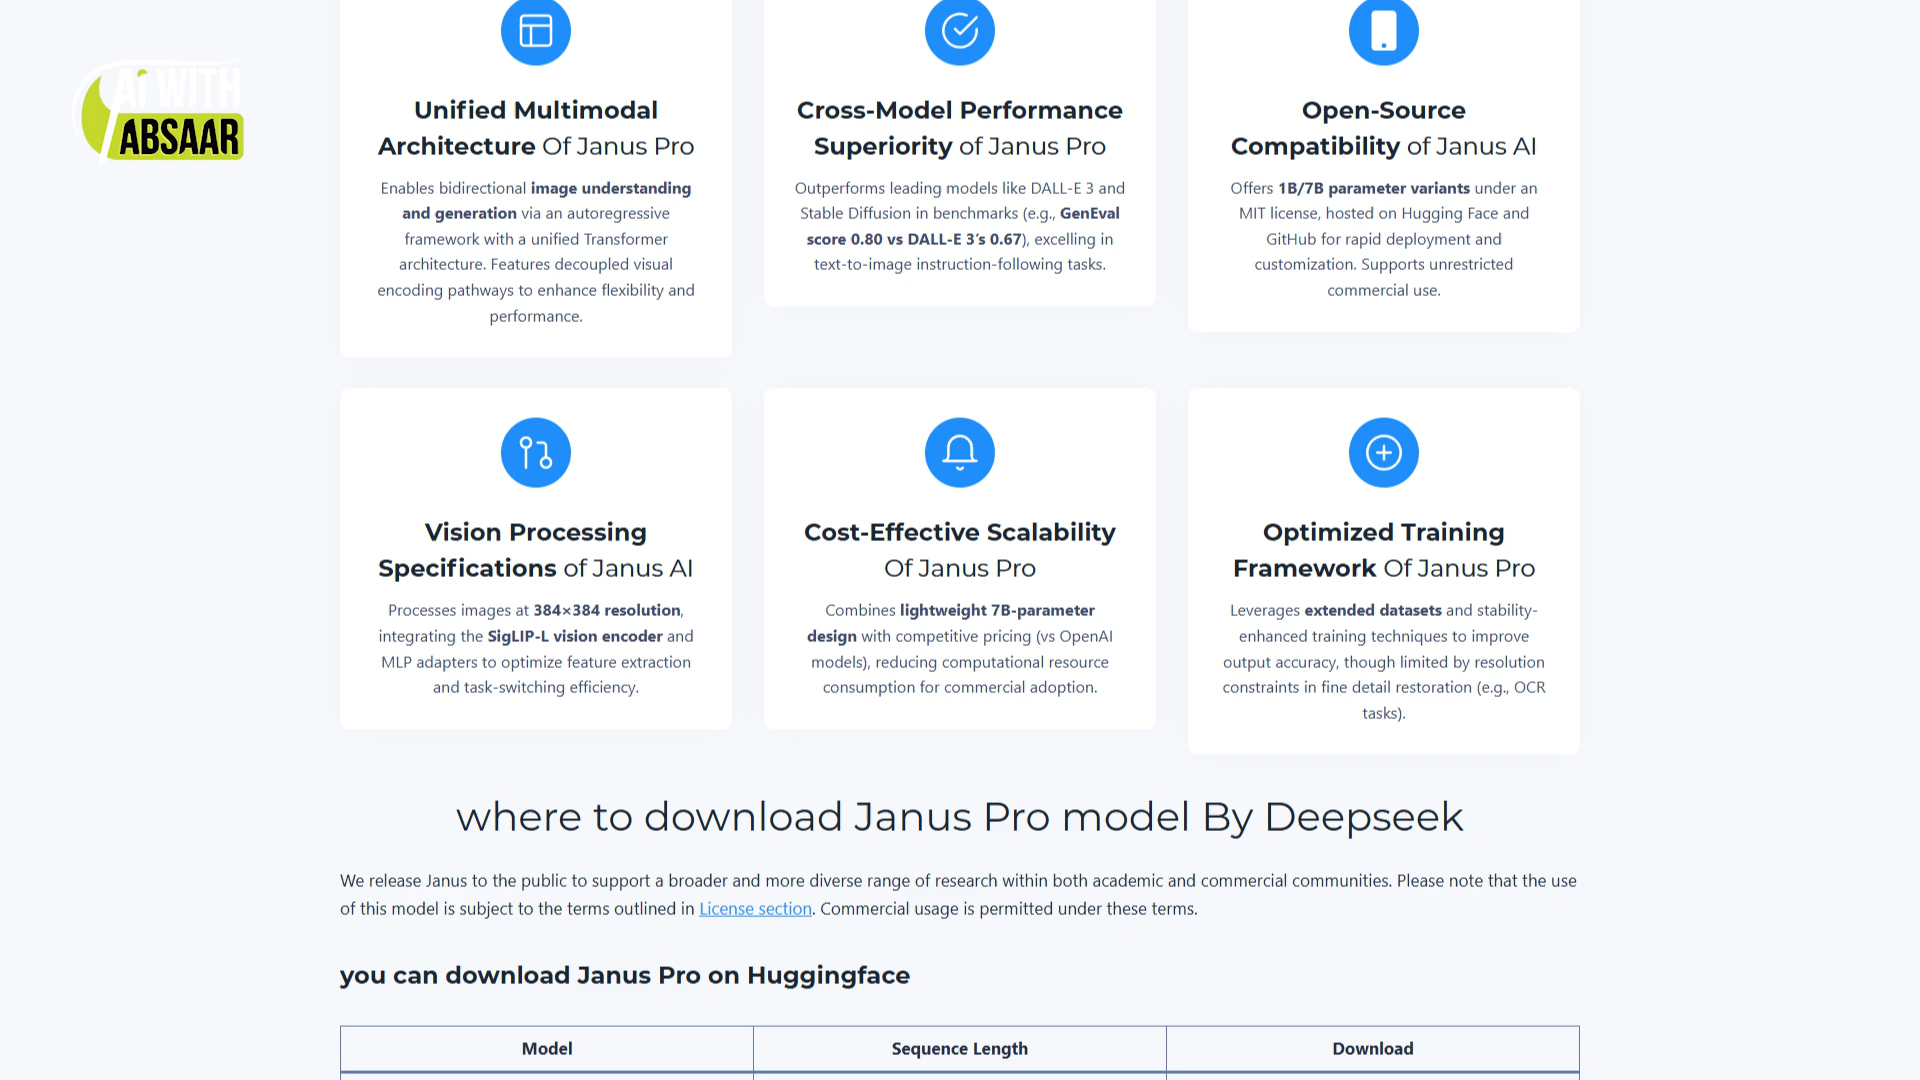 Ai WITH
ABSAAR
Unified Multimodal
Architecture Of Janus Pro
Enables bidirectional image understanding
and generation via an autoregressive
framework with a unified Transformer
architecture. Features decoupled visual
encoding pathways to enhance flexibility and
performance.
Cross-Model Performance
Superiority of Janus Pro
Outperforms leading models like DALL-E 3 and
Stable Diffusion in benchmarks (e.g., GenEval
score 0.80 vs DALL-E 3’s 0.67), excelling in
text-to-image instruction-following tasks.
Open-Source
Compatibility of Janus AI
Offers 1B/7B parameter variants under an
MIT license, hosted on Hugging Face and
GitHub for rapid deployment and
customization. Supports unrestricted
commercial use.
Vision Processing
Specifications of Janus AI
Processes images at 384×384 resolution,
integrating the SigLIP-L vision encoder and
MLP adapters to optimize feature extraction
and task-switching efficiency.
Cost-Effective Scalability
Of Janus Pro
Combines lightweight 7B-parameter
design with competitive pricing (vs OpenAI
models), reducing computational resource
consumption for commercial adoption.
Optimized Training
Framework Of Janus Pro
Leverages extended datasets and stability-
enhanced training techniques to improve
output accuracy, though limited by resolution
constraints in fine detail restoration (e.g., OCR
tasks).
where to download Janus Pro model By Deepseek
We release Janus to the public to support a broader and more diverse range of research within both academic and commercial communities. Please note that the use
of this model is subject to the terms outlined in License section. Commercial usage is permitted under these terms.
you can download Janus Pro on Huggingface
Model Sequence Length Download